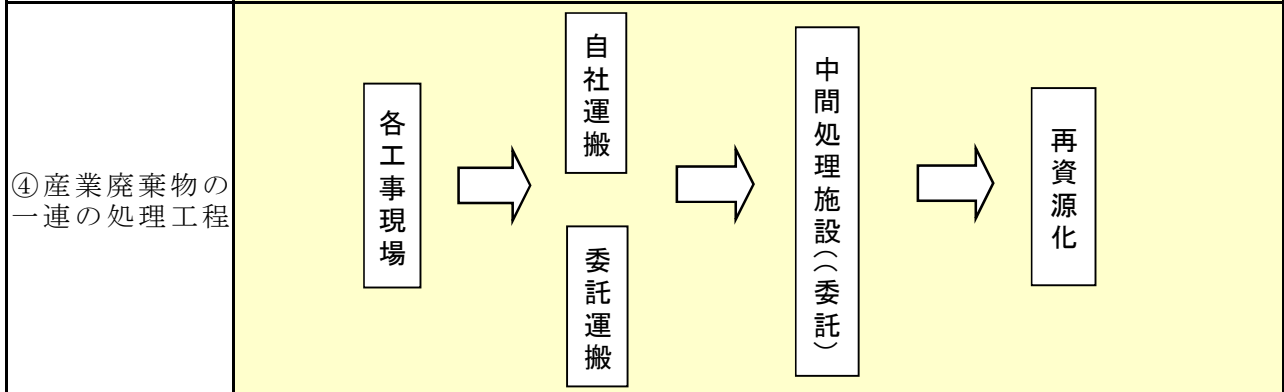 ④産業廃棄物の
一連の処理工程
各工事現場
自社運搬
委託運搬
中間処理施設（（委託）
再資源化